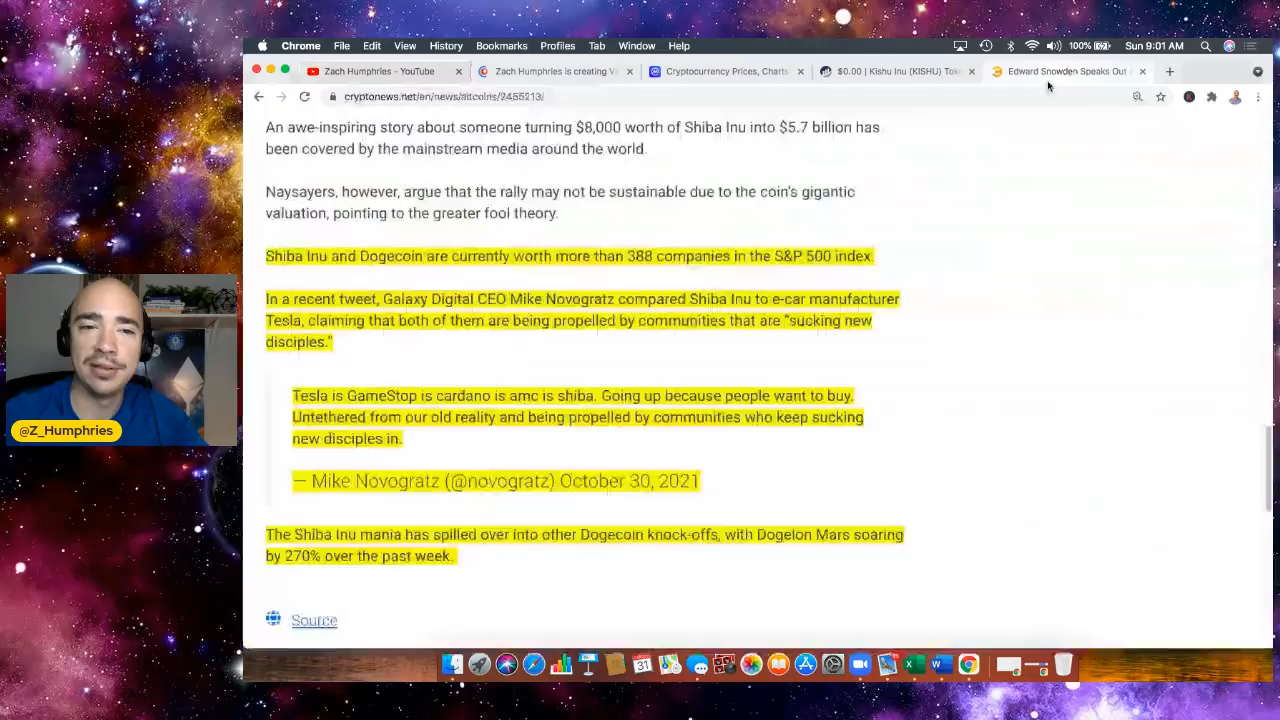 Chrome File Edit View History Bookmarks Profiles Tab Window Help 100% Sun 9:01 AM
Zach Humphries - YouTube Zach Humphries is creating V Cryptocurrency Prices, Charts $0.00 | Kishu Inu (KISHU) To Edward Snowden Speaks Out
cryptonews.net/en/news/altcoins/2455213/
An awe-inspiring story about someone turning $8,000 worth of Shiba Inu into $5.7 billion has
been covered by the mainstream media around the world.
Naysayers, however, argue that the rally may not be sustainable due to the coin's gigantic
valuation, pointing to the greater fool theory.
Shiba Inu and Dogecoin are currently worth more than 388 companies in the S&P 500 index.
In a recent tweet, Galaxy Digital CEO Mike Novogratz compared Shiba Inu to e-car manufacturer
Tesla, claiming that both of them are being propelled by communities that are "sucking new
disciples."
Tesla is GameStop is cardano is amc is shiba. Going up because people want to buy.
Untethered from our old reality and being propelled by communities who keep sucking
new disciples in.
— Mike Novogratz (@novogratz) October 30, 2021
The Shiba Inu mania has spilled over into other Dogecoin knock-offs, with Dogelon Mars soaring
by 270% over the past week.
Source
@Z_Humphries
31